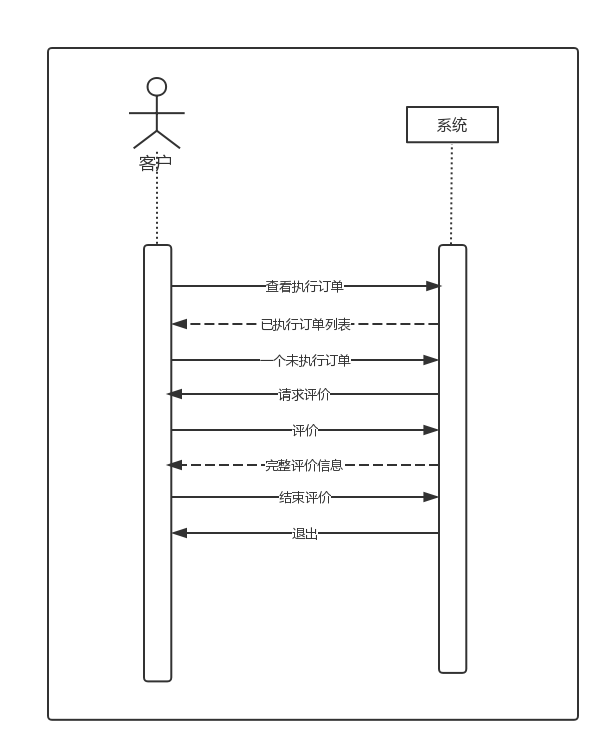 客户
系统
查看执行订单
已执行订单列表
一个未执行订单
请求评价
评价
完整评价信息
结束评价
退出